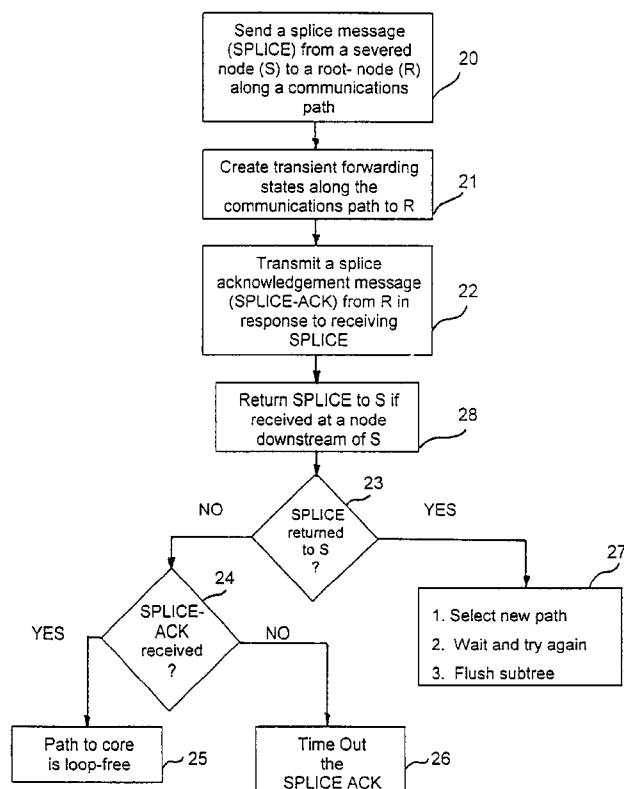 Send a splice message
(SPLICE) from a severed
node (S) to a root- node (R)
along a communications
path
20
Create transient forwarding
states along the
communications path to R
21
Transmit a splice
acknowledgement message
(SPLICE-ACK) from R in
response to receiving
SPLICE
22
Return SPLICE to S if
received at a node
downstream of S
28
23
NO
SPLICE
returned
to S
?
YES
24
SPLICE-
ACK
received
?
YES
NO
27
1. Select new path
2. Wait and try again
3. Flush subtree
Path to core
is loop-free
25
Time Out
the
SPLICE ACK
26